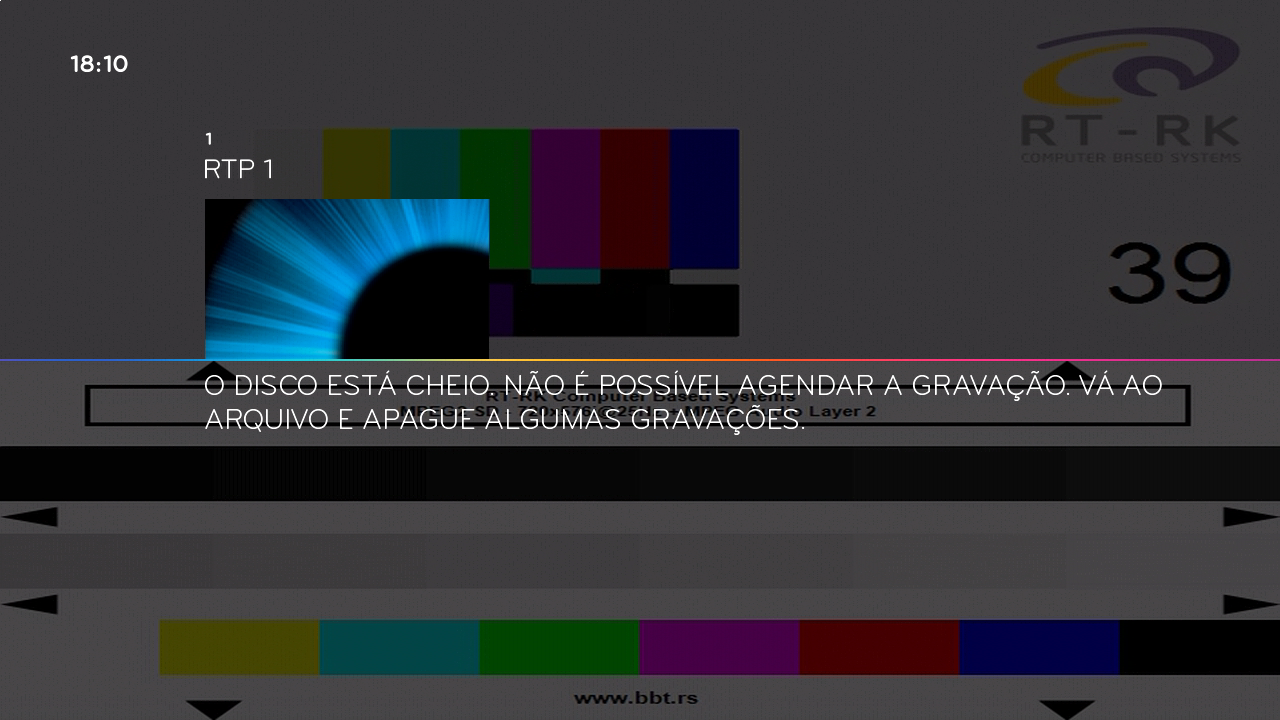 18:10
RT-RK
COMPUTER BASED SYSTEMS
1
RTP 1
39
O DISCO ESTÁ CHEIO. NÃO É POSSÍVEL AGENDAR A GRAVAÇÃO. VÁ AO
ARQUIVO E APAGUE ALGUMAS GRAVAÇÕES.
RT-RK Computer Based Systems
Layer 2
www.bbt.rs